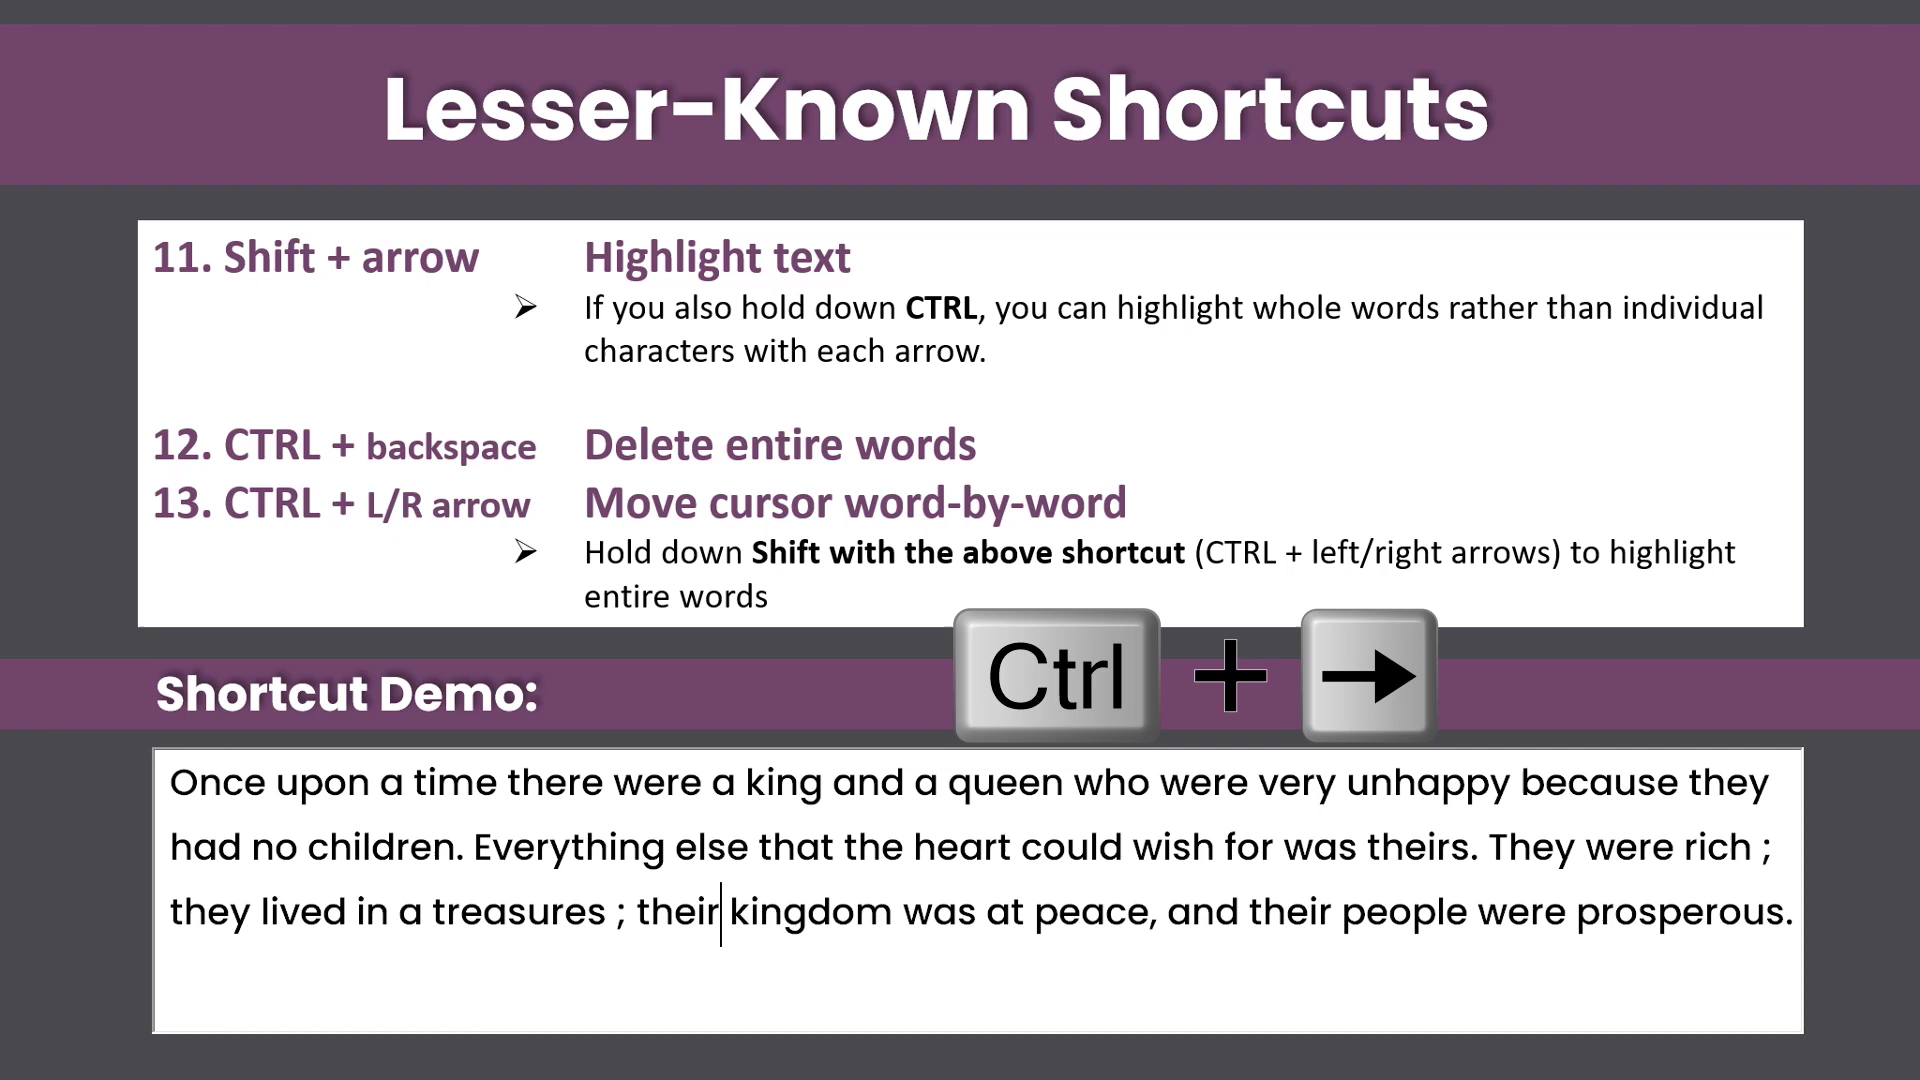 Lesser-Known Shortcuts
11. Shift + arrow Highlight text
➢ If you also hold down CTRL, you can highlight whole words rather than individual
characters with each arrow.
12. CTRL + backspace Delete entire words
13. CTRL + L/R arrow Move cursor word-by-word
➢ Hold down Shift with the above shortcut (CTRL + left/right arrows) to highlight
entire words
Ctrl + →
Shortcut Demo:
Once upon a time there were a king and a queen who were very unhappy because they
had no children. Everything else that the heart could wish for was theirs. They were rich ;
they lived in a treasures ; their kingdom was at peace, and their people were prosperous.